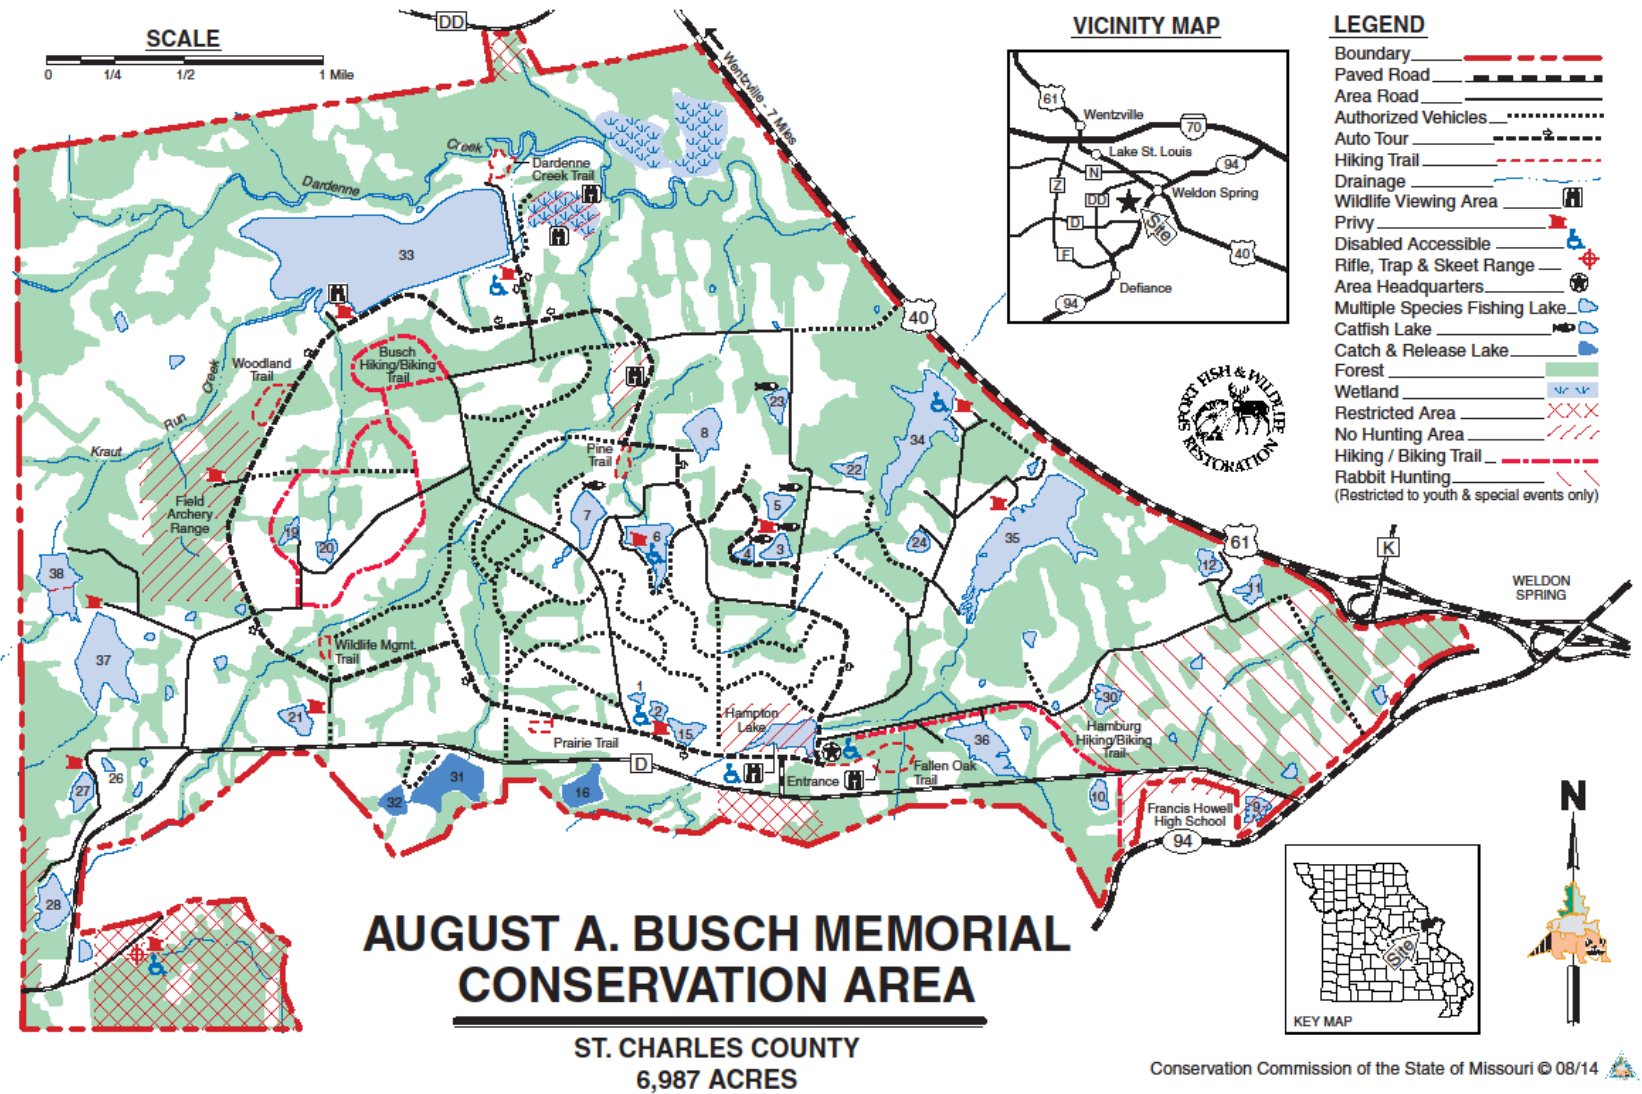 SCALE
0 1/4 1/2 1 Mile
DD
Wentzville - 7 Miles
VICINITY MAP
61
Wentzville
70
Lake St. Louis
94
N
Z
DD
Weldon Spring
D
Site
F
40
Defiance
94
LEGEND
Boundary
Paved Road
Area Road
Authorized Vehicles
Auto Tour
Hiking Trail
Drainage
Wildlife Viewing Area
Privy
Disabled Accessible
Rifle, Trap & Skeet Range
Area Headquarters
Multiple Species Fishing Lake
Catfish Lake
Catch & Release Lake
Forest
Wetland
Restricted Area
No Hunting Area
Hiking / Biking Trail
Rabbit Hunting
(Restricted to youth & special events only)
SPORT FISH & WILDLIFE
RESTORATION
Creek
Dardenne
Dardenne
Creek Trail
33
40
Busch
Hiking/Biking
Trail
Woodland
Trail
Creek
Run
Kraut
23
8
34
Pine
Trail
22
Field
Archery
Range
7
5
6
4
3
24
35
19
20
61
K
12
11
WELDON
SPRING
38
37
Wildlife Mgmt.
Trail
1
2
15
21
30
Hampton
Lake
Prairie Trail
36
Hamburg
Hiking/Biking
Trail
D
Entrance
Fallen Oak
Trail
26
27
31
32
16
10
9
Francis Howell
High School
94
28
N
AUGUST A. BUSCH MEMORIAL
CONSERVATION AREA
ST. CHARLES COUNTY
6,987 ACRES
Site
KEY MAP
Conservation Commission of the State of Missouri © 08/14